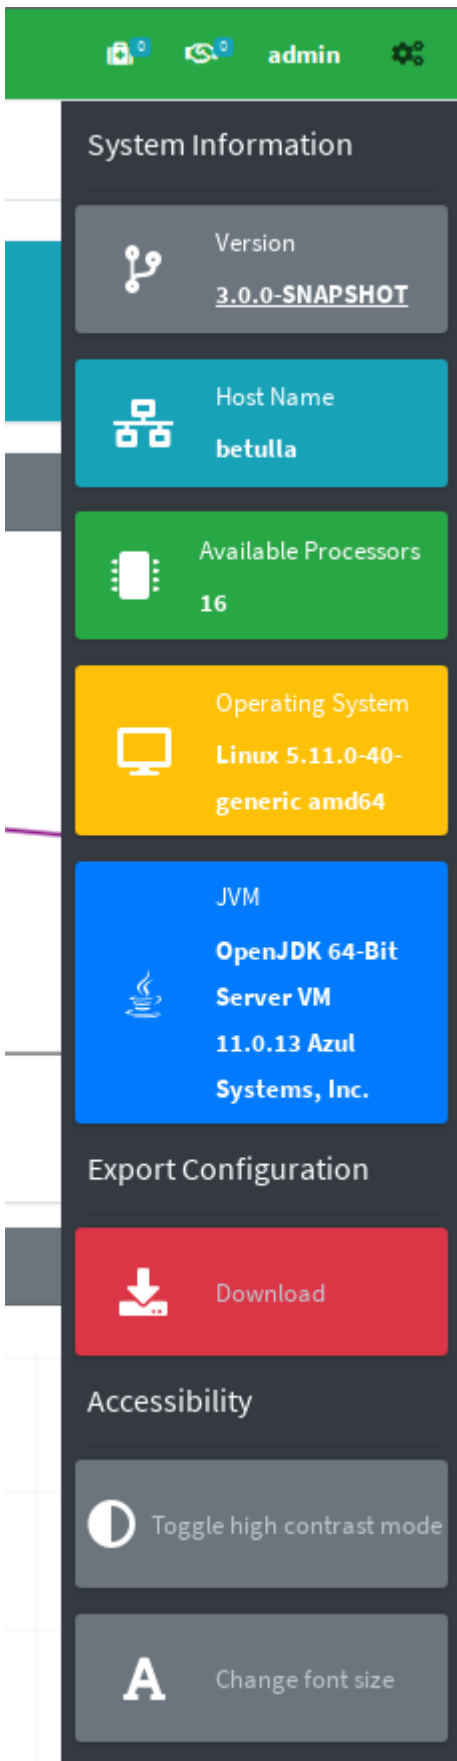 0 0 admin
System Information
Version
3.0.0-SNAPSHOT
Host Name
betulla
Available Processors
16
Operating System
Linux 5.11.0-40-
generic amd64
JVM
OpenJDK 64-Bit
Server VM
11.0.13 Azul
Systems, Inc.
Export Configuration
Download
Accessibility
Toggle high contrast mode
A Change font size